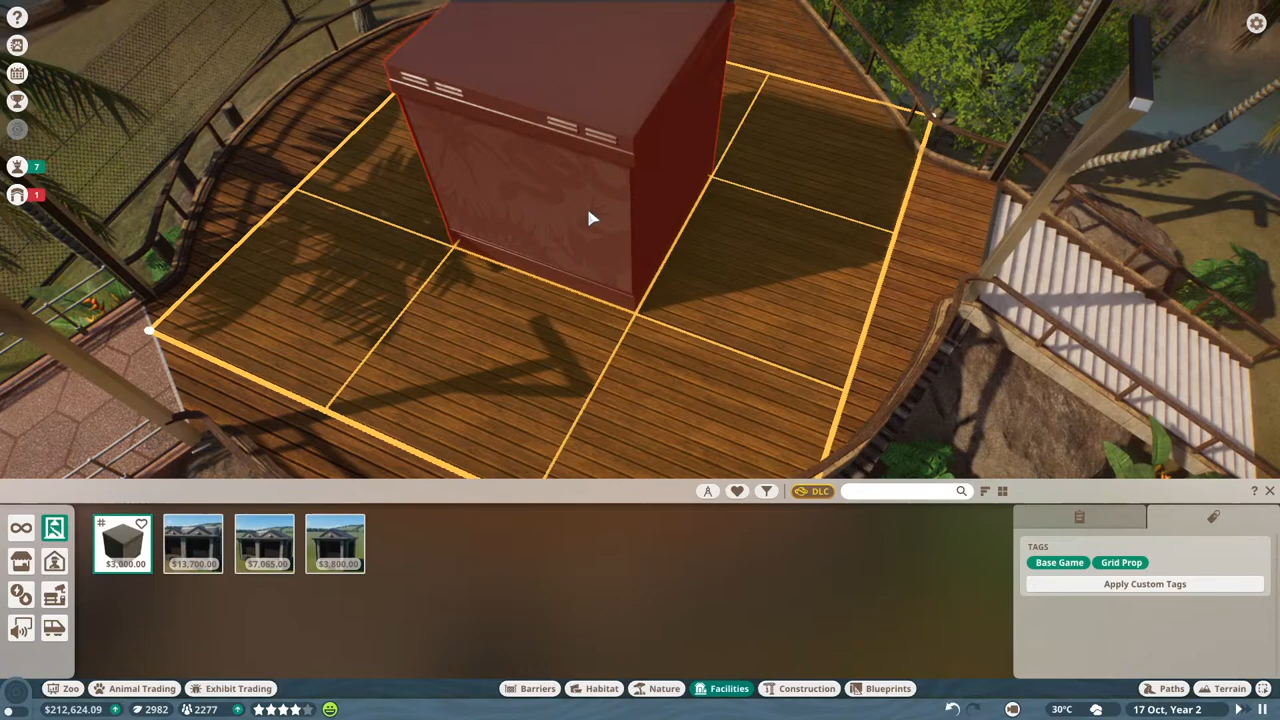 ?
7
1
DLC
? 
#
$3,000.00
$13,700.00
$7,065.00
$3,800.00
TAGS
Base Game
Grid Prop
Apply Custom Tags
Zoo
Animal Trading
Exhibit Trading
Barriers
Habitat
Nature
Facilities
Construction
Blueprints
Paths
Terrain
$212,624.09
2982
2277
30°C
17 Oct, Year 2